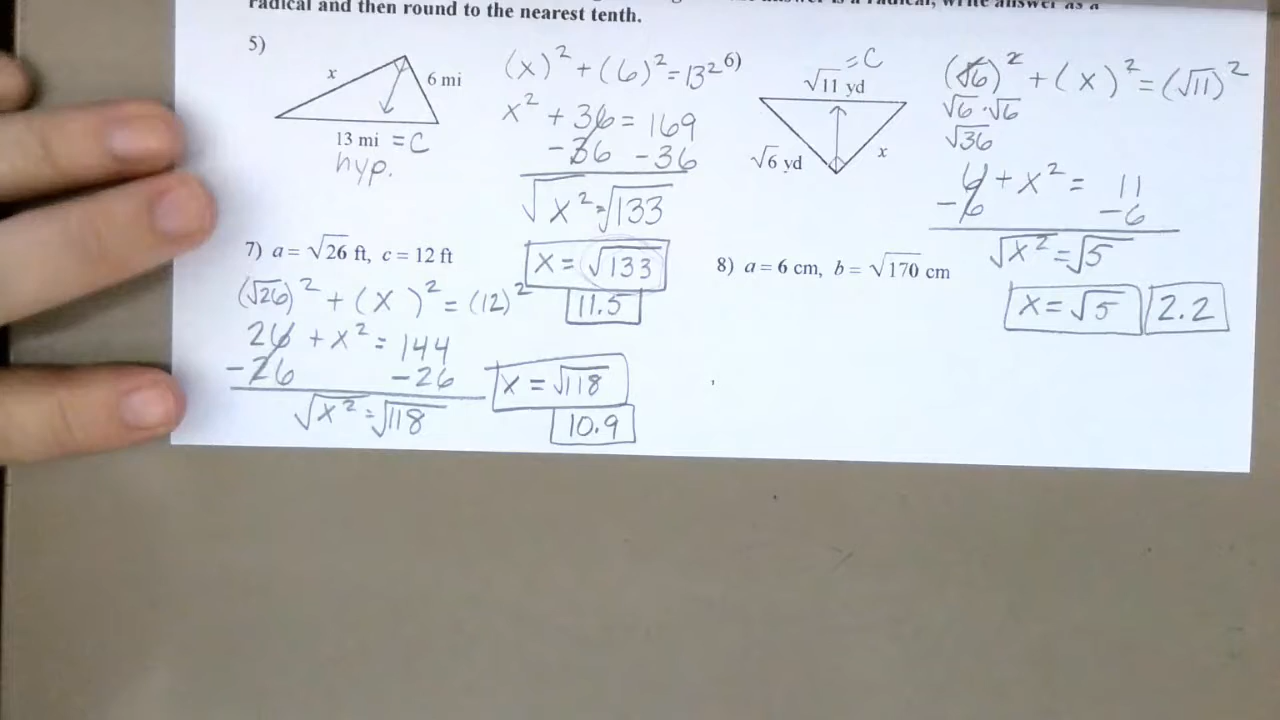 radical and then round to the nearest tenth.
5)
x
6 mi
13 mi = C
hyp.
(x)² + (6)² = 13²
x² + 36 = 169
-36 -36
√x² = √133
x = √133
11.5
6)
= C
√11 yd
√6 yd
x
(√6)² + (x)² = (√11)²
√6 · √6
√36
6 + x² = 11
-6 -6
√x² = √5
x = √5 2.2
7) a = √26 ft, c = 12 ft
(√26)² + (x)² = (12)²
26 + x² = 144
-26 -26
√x² = √118
x = √118
10.9
8) a = 6 cm, b = √170 cm